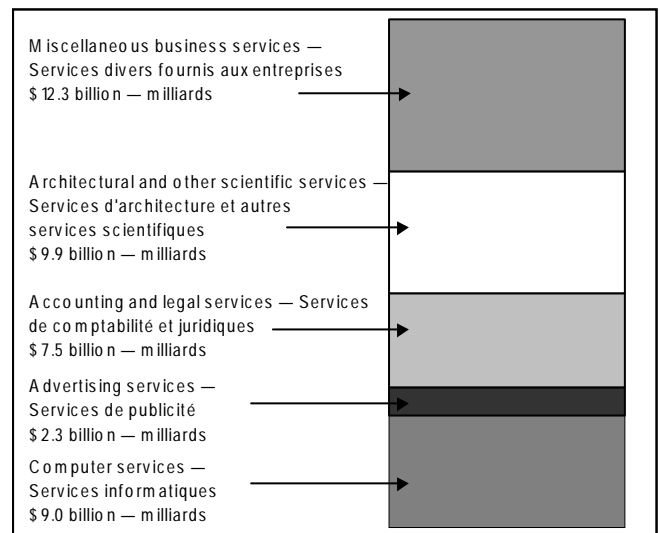 Miscellaneous business services —
Services divers fournis aux entreprises
$12.3 billion — milliards
Architectural and other scientific services —
Services d'architecture et autres
services scientifiques
$9.9 billion — milliards
Accounting and legal services — Services
de comptabilité et juridiques
$7.5 billion — milliards
Advertising services —
Services de publicité
$2.3 billion — milliards
Computer services —
Services informatiques
$9.0 billion — milliards